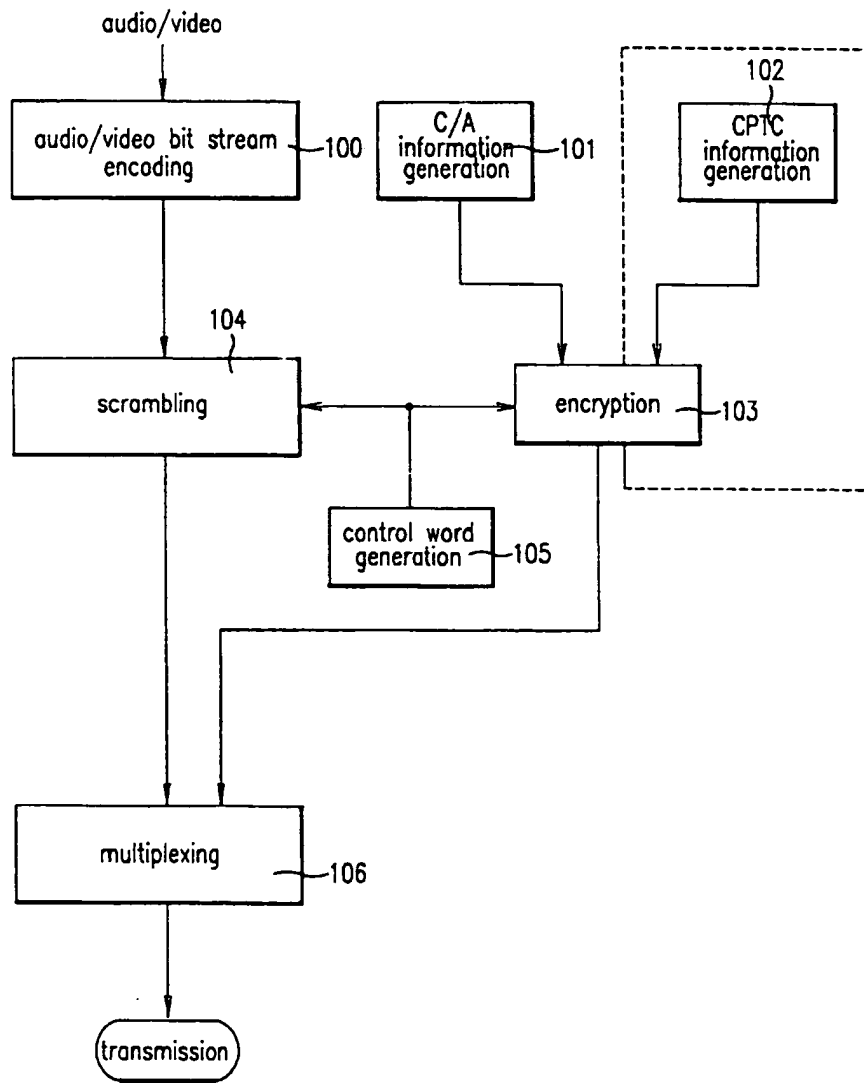 audio/video
audio/video bit stream
encoding
100
C/A
information
generation
101
102
CPTC
information
generation
104
scrambling
encryption
103
control word
generation
105
multiplexing
106
transmission